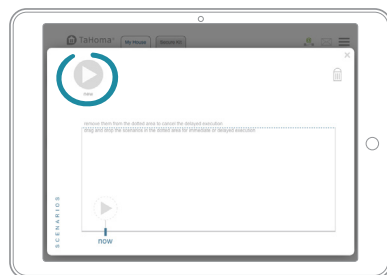 TaHoma
My House
new
remove them from the dotted area to cancel the delayed execution
drag and drop the scenarios in the dotted area for immediate or delayed execution
SCENARIOS
now